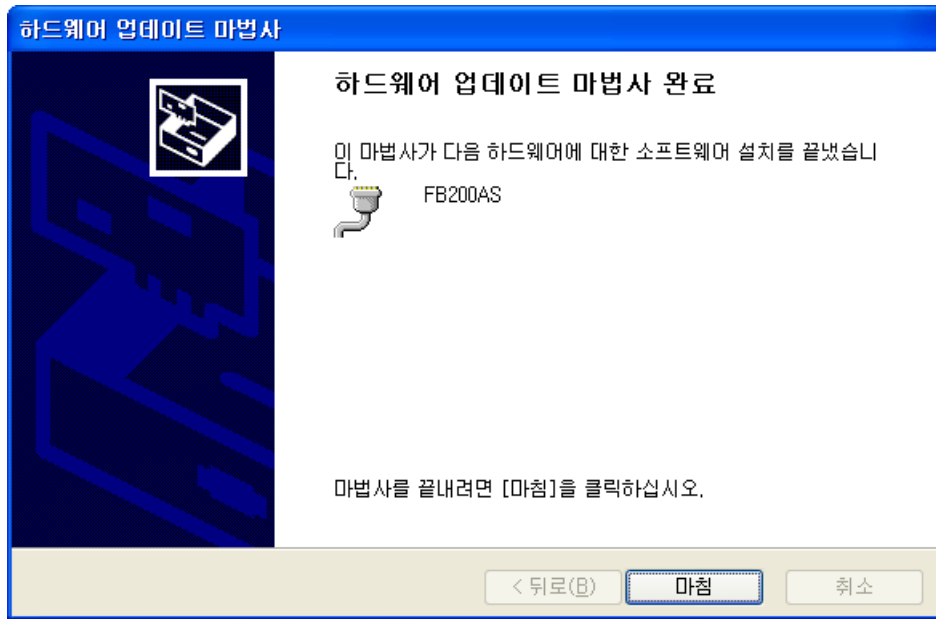 하드웨어 업데이트 마법사
하드웨어 업데이트 마법사 완료
이 마법사가 다음 하드웨어에 대한 소프트웨어 설치를 끝냈습니
다.
FB200AS
마법사를 끝내려면 [마침]을 클릭하십시오.
< 뒤로(B) 마침 취소